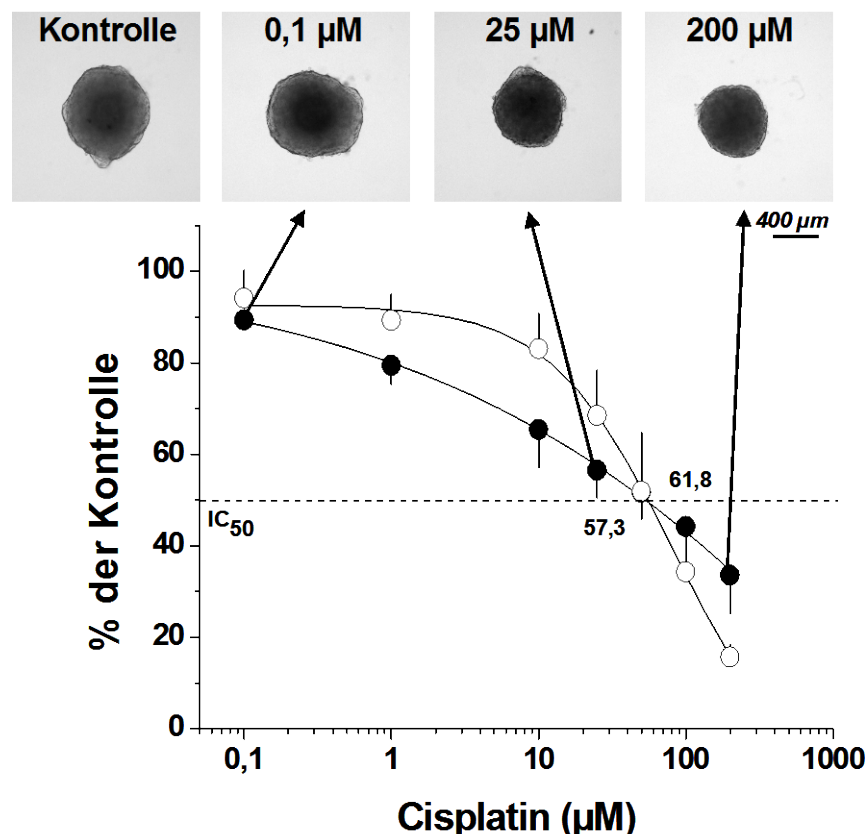 Kontrolle
0,1 µM
25 µM
200 µM
400 µm
% der Kontrolle
100
80
60
40
20
0
IC50
57,3
61,8
0,1
1
10
100
1000
Cisplatin (µM)